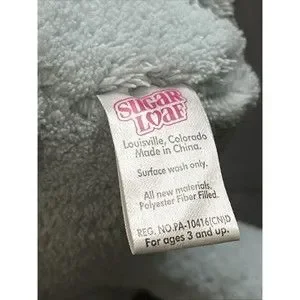 SUGAR
LOAF
Louisville, Colorado
Made in China.
Surface wash only.
All new materials.
Polyester Fiber Filled.
REG. NO.PA-10416(CN)D
For ages 3 and up.